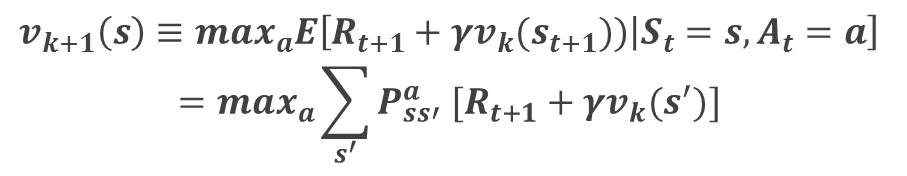 v_{k+1}(s) ≡ max_a E[R_{t+1} + γv_k(s_{t+1}))|S_t = s, A_t = a]
= max_a ∑_{s′} P^a_{ss′} [R_{t+1} + γv_k(s′)]